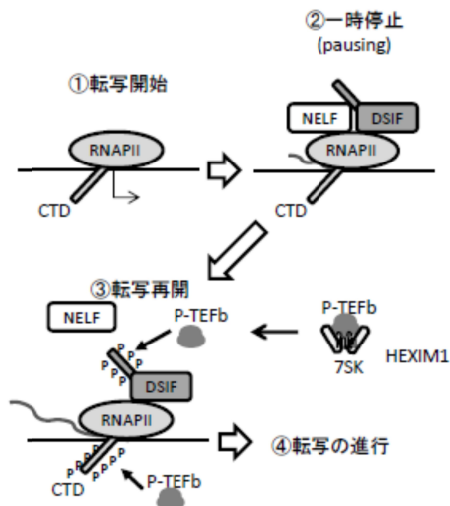 ②一時停止
(pausing)
①転写開始
NELF
DSIF
RNAPII
RNAPII
CTD
CTD
③転写再開
NELF
P-TEFb
P-TEFb
P P P P
DSIF
7SK
HEXIM1
RNAPII
④転写の進行
P P P P P P P
CTD
P-TEFb